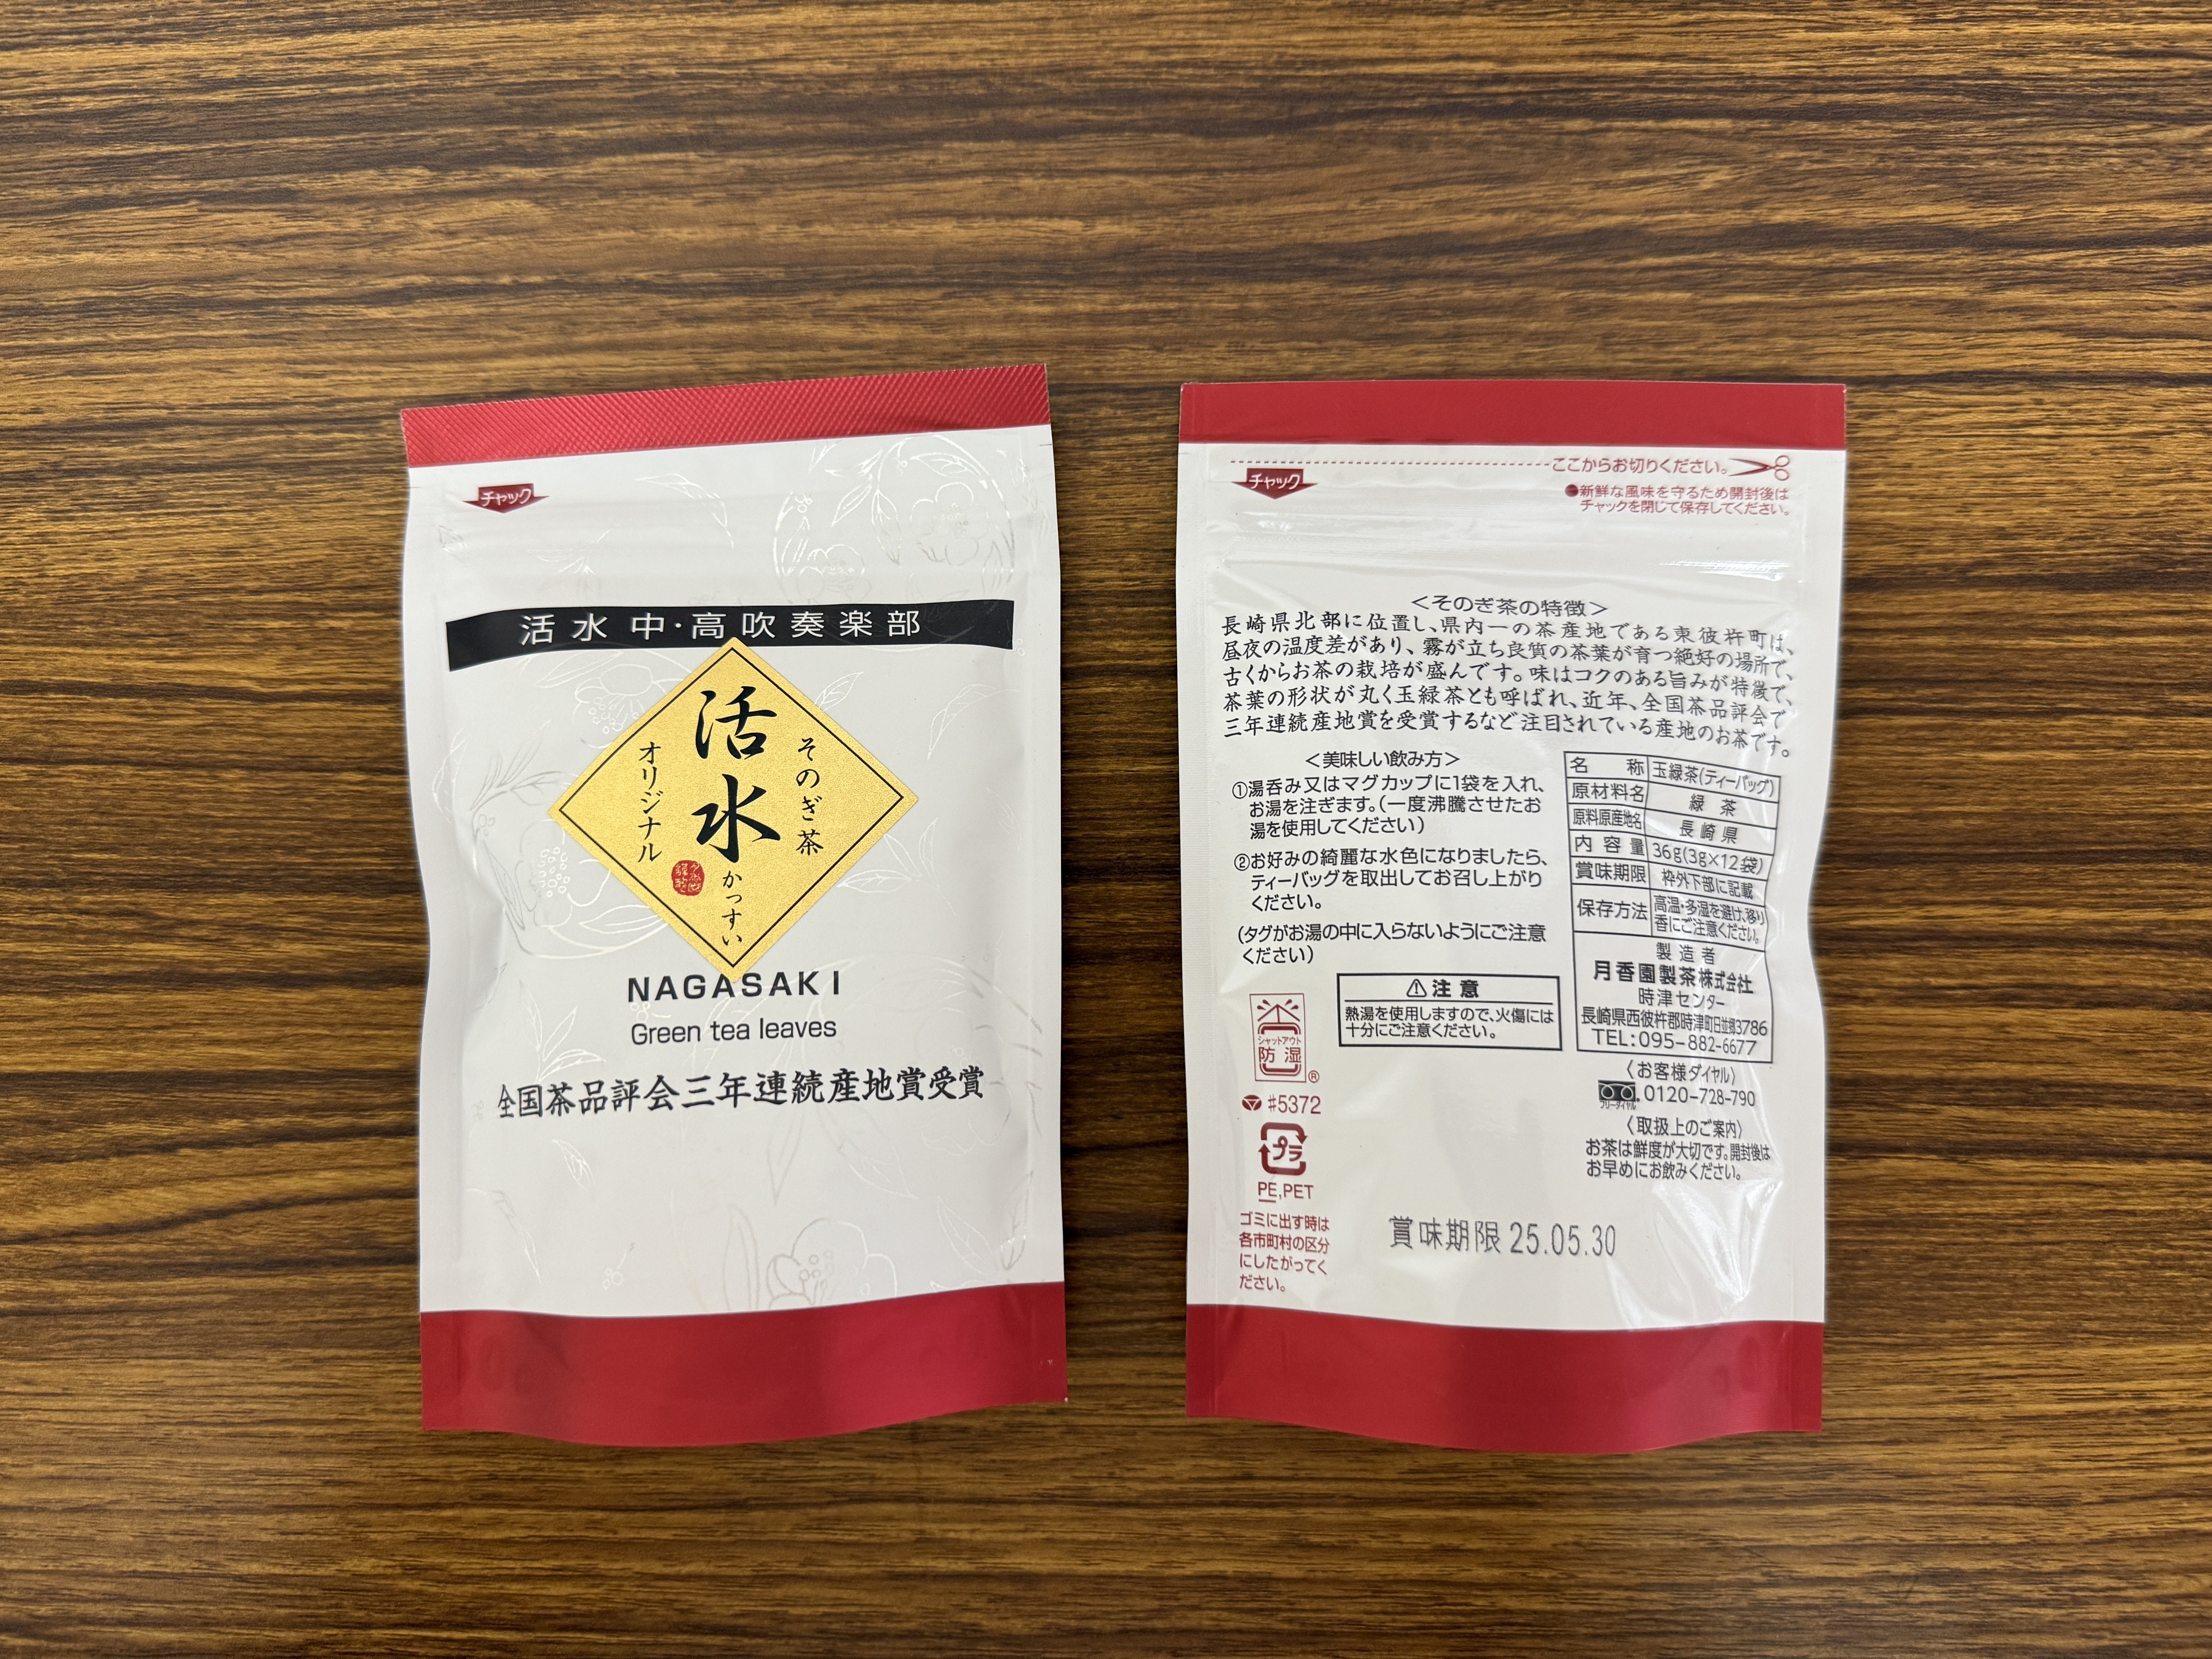 チャック
活水 中・高吹奏楽部
そのぎ茶
活水
かっすい
オリジナル
NAGASAKI
Green tea leaves
全国茶品評会三年連続産地賞受賞
ここからお切りください。
チャック
●新鮮な風味を守るため開封後は
チャックを閉じて保存してください。
＜そのぎ茶の特徴＞
長崎県北部に位置し、県内一の茶産地である東彼杵町は、
昼夜の温度差があり、霧が立ち良質の茶葉が育つ絶好の場所で、
古くからお茶の栽培が盛んです。味はコクのある旨みが特徴で、
茶葉の形状が丸く玉緑茶とも呼ばれ、近年、全国茶品評会で
三年連続産地賞を受賞するなど注目されている産地のお茶です。
＜美味しい飲み方＞
①湯呑み又はマグカップに1袋を入れ、
お湯を注ぎます。(一度沸騰させたお
湯を使用してください)
②お好みの綺麗な水色になりましたら、
ティーバッグを取出してお召し上がり
ください。
(タグがお湯の中に入らないようにご注意
ください)
⚠注意
熱湯を使用しますので、火傷には
十分にご注意ください。
名称 玉緑茶(ティーバッグ)
原材料名 緑茶
原料原産地名 長崎県
内容量 36g(3g×12袋)
賞味期限 枠外下部に記載
保存方法 高温・多湿を避け、移り
香にご注意ください。
製造者
月香園製茶株式会社
時津センター
長崎県西彼杵郡時津町日並郷3786
TEL:095-882-6677
〈お客様ダイヤル〉
フリーダイヤル 0120-728-790
〈取扱上のご案内〉
お茶は鮮度が大切です。開封後は
お早めにお飲みください。
シャットアウト
防湿
®
#5372
プラ
PE,PET
ゴミに出す時は
各市町村の区分
にしたがってく
ださい。
賞味期限 25.05.30